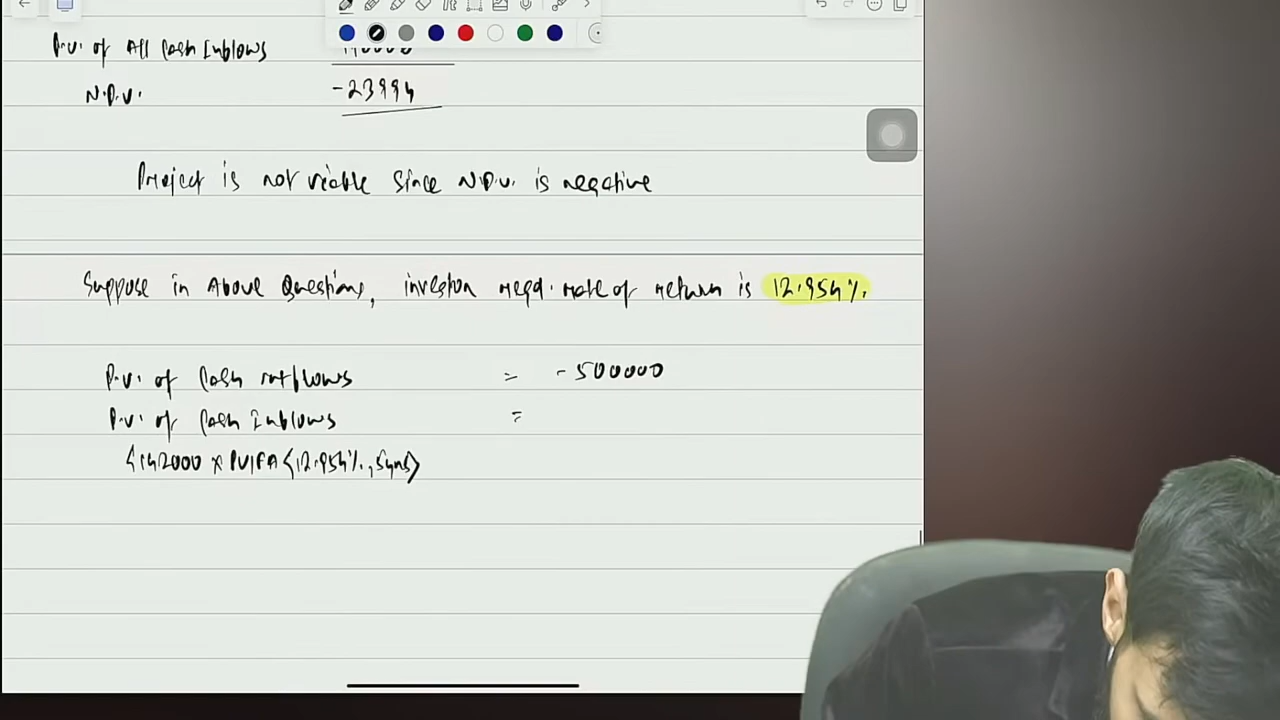 P.V. of All Cash Inflows
N.P.V. -23994
Project is not viable since N.P.V. is negative
Suppose in Above Questions, investor reqd. rate of return is 12.954%.
P.V. of Cash outflows = -500000
P.V. of Cash Inflows =
{142000 x PVIFA {12.954%, 5yrs}